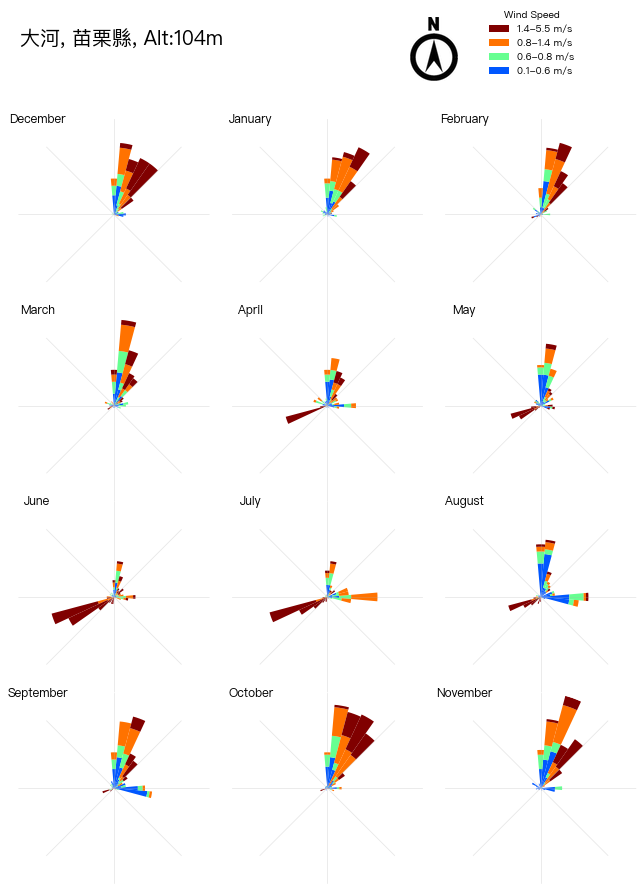 大河, 苗栗縣, Alt:104m
N
Wind Speed
1.4–5.5 m/s
0.8–1.4 m/s
0.6–0.8 m/s
0.1–0.6 m/s
December
January
February
March
April
May
June
July
August
September
October
November